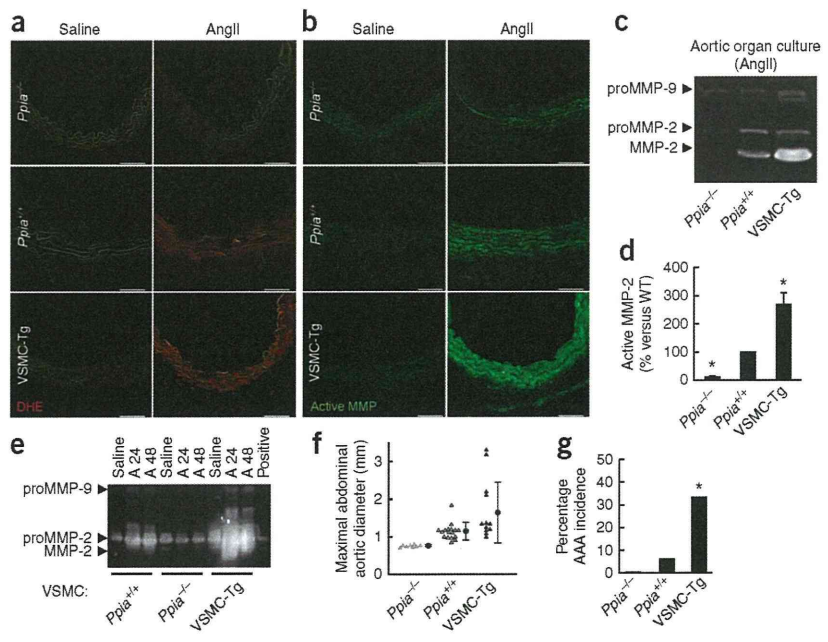 a
Saline AngII
Ppia–/–
Ppia+/+
VSMC-Tg
DHE
b
Saline AngII
Ppia–/–
Ppia+/+
VSMC-Tg
Active MMP
c
Aortic organ culture
(AngII)
proMMP-9
proMMP-2
MMP-2
Ppia–/–
Ppia+/+
VSMC-Tg
d
Active MMP-2
(% versus WT)
400
300
200
100
0
*
*
Ppia–/–
Ppia+/+
VSMC-Tg
e
Saline
A 24
A 48
Saline
A 24
A 48
Saline
A 24
A 48
Positive
proMMP-9
proMMP-2
MMP-2
VSMC:
Ppia+/+
Ppia–/–
VSMC-Tg
f
Maximal abdominal
aortic diameter (mm)
3
2
1
0
Ppia–/–
Ppia+/+
VSMC-Tg
g
Percentage
AAA incidence
50
40
30
20
10
0
*
Ppia–/–
Ppia+/+
VSMC-Tg